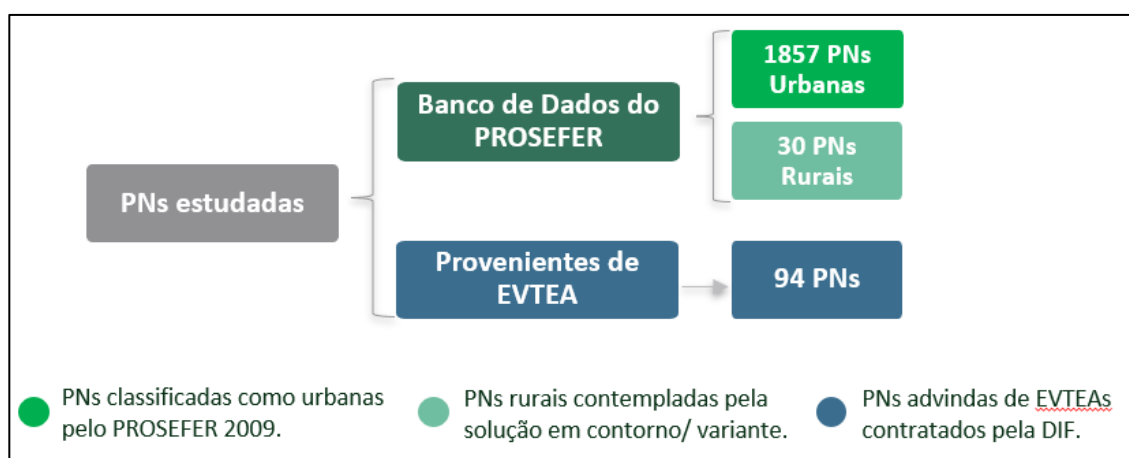 PNs estudadas
Banco de Dados do
PROSEFER
1857 PNs
Urbanas
30 PNs
Rurais
Provenientes de
EVTEA
94 PNs
PNs classificadas como urbanas
pelo PROSEFER 2009.
PNs rurais contempladas pela
solução em contorno/ variante.
PNs advindas de EVTEAs
contratados pela DIF.